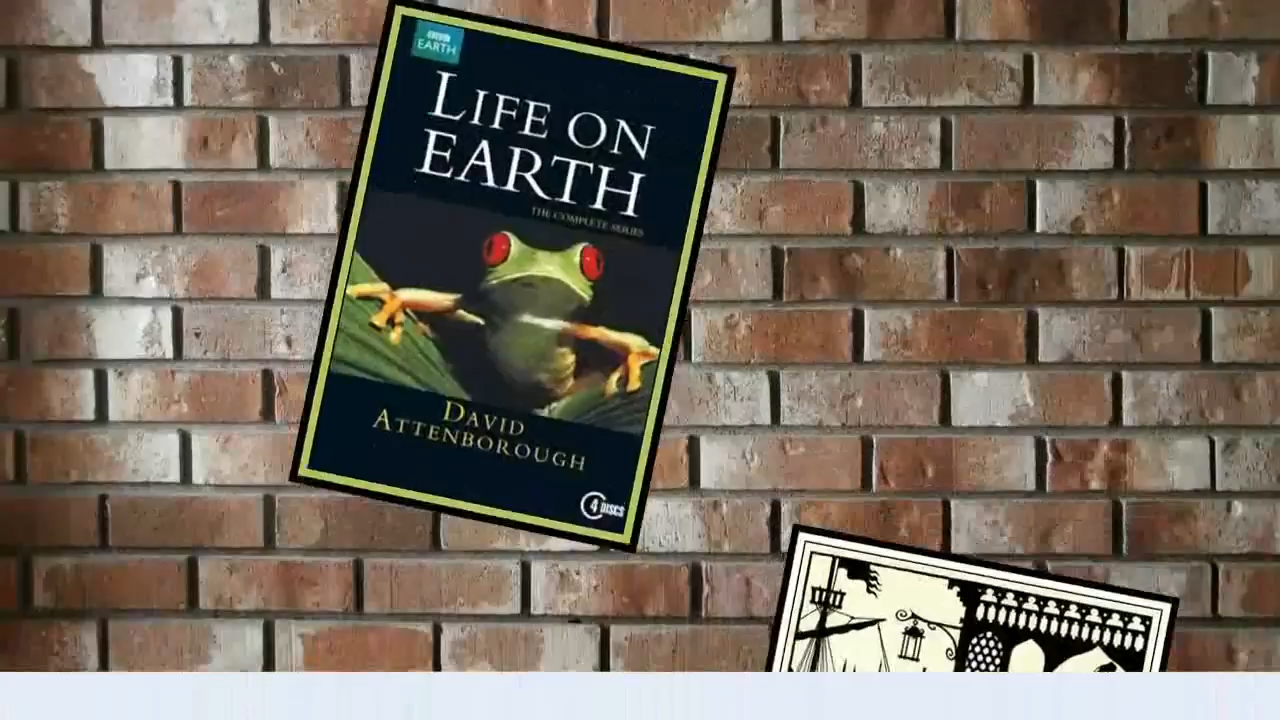 BBC
EARTH
LIFE ON
EARTH
THE COMPLETE SERIES
DAVID
ATTENBOROUGH
4 DISCS